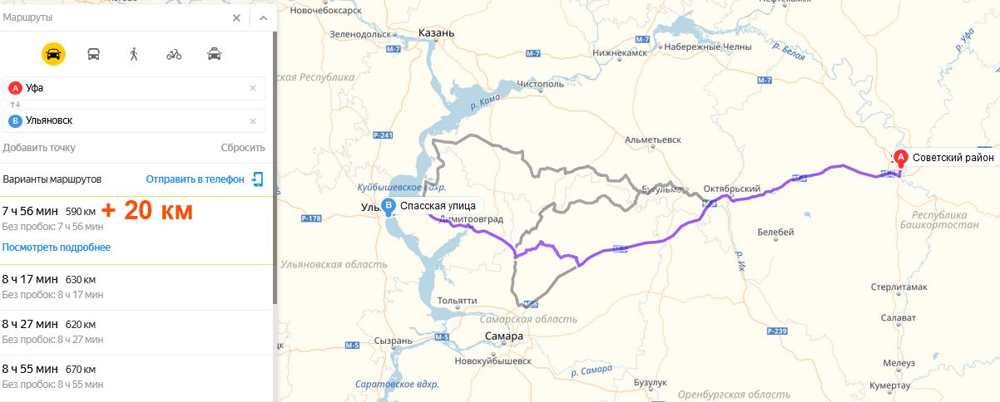 Маршруты
A Уфа
B Ульяновск
Добавить точку
Сбросить
Варианты маршрутов
Отправить в телефон
7 ч 56 мин 590 км + 20 км
Без пробок: 7 ч 56 мин
Посмотреть подробнее
8 ч 17 мин 630 км
Без пробок: 8 ч 17 мин
8 ч 27 мин 620 км
Без пробок: 8 ч 27 мин
8 ч 55 мин 670 км
Без пробок: 8 ч 55 мин
Новочебоксарск
Зеленодольск
Казань
М-7
М-7
Набережные Челны
Нижнекамск
М-7
р. Белая
р. Уфа
ская Республика
Чистополь
р. Кама
Р-241
Альметьевск
A
Советский район
Куйбышевское вдхр.
B
Спасская улица
Бугульма
Октябрьский
Р-178
Димитровград
Республика
Башкортостан
Белебей
р. Ик
Ульяновская область
Стерлитамак
Тольятти
Самарская область
Салават
Р-239
М-5
Сызрань
М-5
Самара
Новокуйбышевск
р. Самара
Мелеуз
Саратовское вдхр.
Бузулук
Кумертау
Оренбургская область